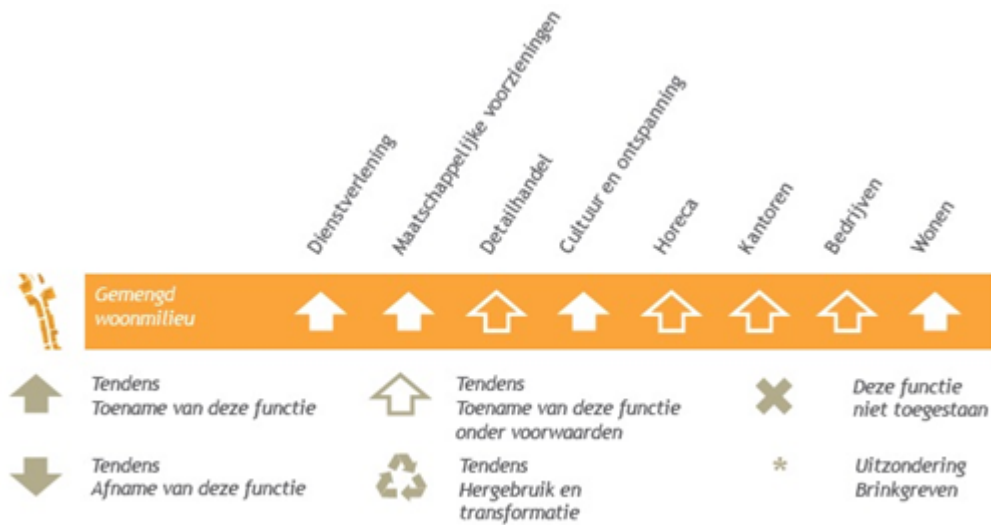 Dienstverlening
Maatschappelijke voorzieningen
Detailhandel
Cultuur en ontspanning
Horeca
Kantoren
Bedrijven
Wonen
Gemengd
woonmilieu
Tendens
Toename van deze functie
Tendens
Toename van deze functie
onder voorwaarden
Deze functie
niet toegestaan
Tendens
Afname van deze functie
Tendens
Hergebruik en
transformatie
*
Uitzondering
Brinkgreven